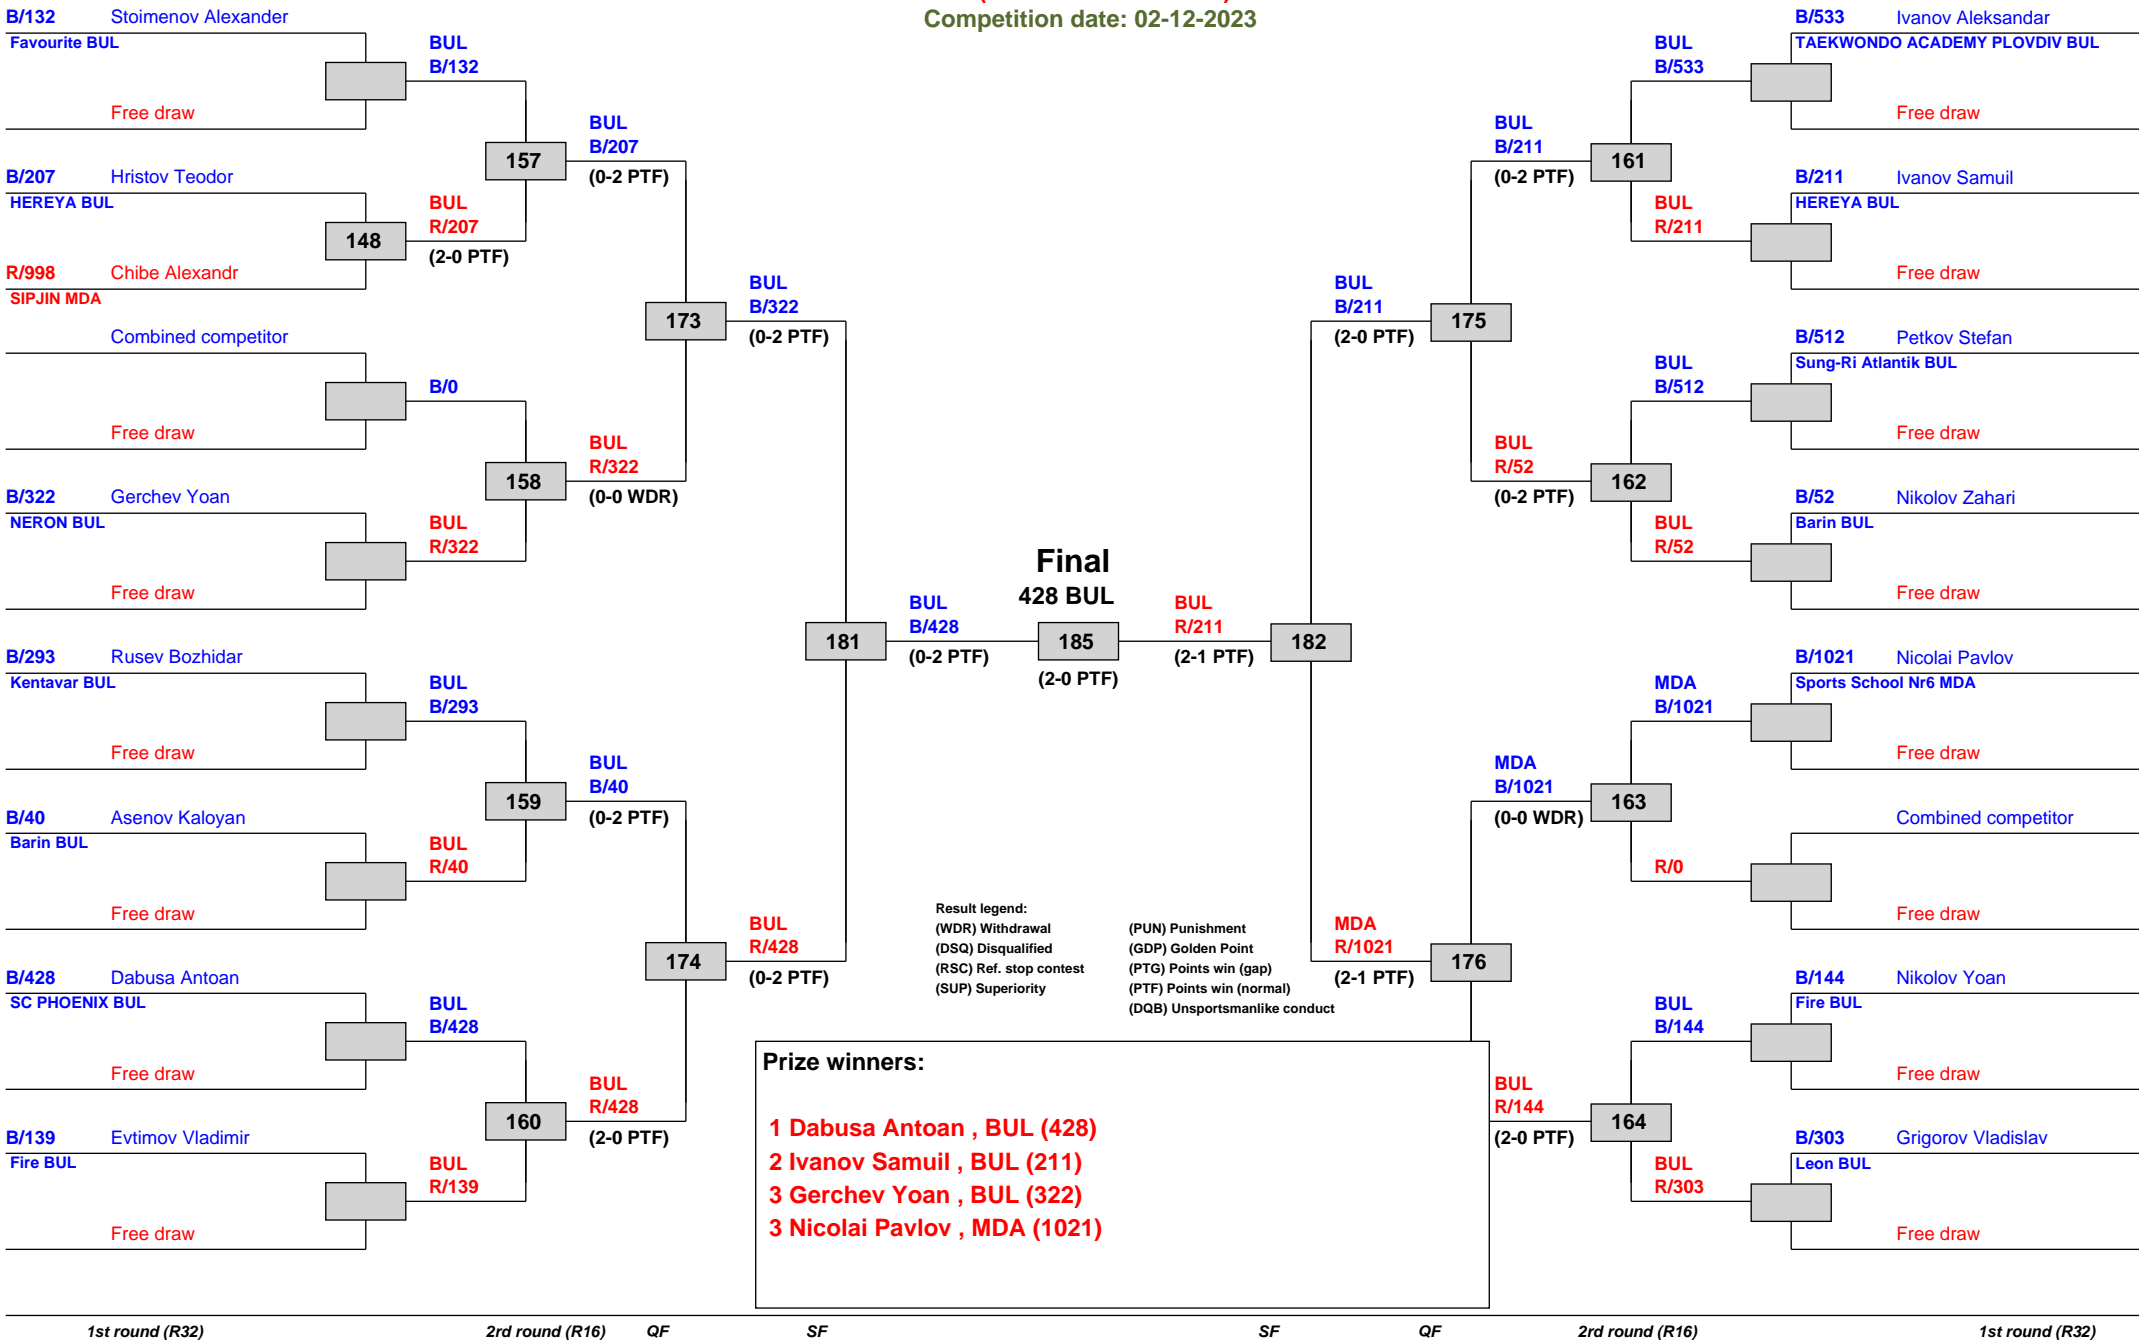 Competition date: 02-12-2023
B/132 Stoimenov Alexander
Favourite BUL
Free draw
BUL
B/132
B/207 Hristov Teodor
HEREYA BUL
148
R/998 Chibe Alexandr
SIPJIN MDA
BUL
R/207
(2-0 PTF)
157
BUL
B/207
(0-2 PTF)
Combined competitor
Free draw
B/0
B/322 Gerchev Yoan
NERON BUL
Free draw
BUL
R/322
158
BUL
R/322
(0-0 WDR)
173
BUL
B/322
(0-2 PTF)
B/293 Rusev Bozhidar
Kentavar BUL
Free draw
BUL
B/293
B/40 Asenov Kaloyan
Barin BUL
Free draw
BUL
R/40
159
BUL
B/40
(0-2 PTF)
B/428 Dabusa Antoan
SC PHOENIX BUL
Free draw
BUL
B/428
B/139 Evtimov Vladimir
Fire BUL
Free draw
BUL
R/139
160
BUL
R/428
(2-0 PTF)
174
BUL
R/428
(0-2 PTF)
181
BUL
B/428
(0-2 PTF)
Final
428 BUL
185
(2-0 PTF)
BUL
R/211
(2-1 PTF)
182
BUL
B/211
(2-0 PTF)
175
BUL
B/211
(0-2 PTF)
161
BUL
B/533
B/533 Ivanov Aleksandar
TAEKWONDO ACADEMY PLOVDIV BUL
Free draw
BUL
R/211
B/211 Ivanov Samuil
HEREYA BUL
Free draw
BUL
R/52
(0-2 PTF)
162
BUL
B/512
B/512 Petkov Stefan
Sung-Ri Atlantik BUL
Free draw
BUL
R/52
B/52 Nikolov Zahari
Barin BUL
Free draw
MDA
R/1021
(2-1 PTF)
176
MDA
B/1021
(0-0 WDR)
163
MDA
B/1021
B/1021 Nicolai Pavlov
Sports School Nr6 MDA
Free draw
R/0
Combined competitor
Free draw
BUL
R/144
(2-0 PTF)
164
BUL
B/144
B/144 Nikolov Yoan
Fire BUL
Free draw
BUL
R/303
B/303 Grigorov Vladislav
Leon BUL
Free draw
Result legend:
(WDR) Withdrawal
(DSQ) Disqualified
(RSC) Ref. stop contest
(SUP) Superiority
(PUN) Punishment
(GDP) Golden Point
(PTG) Points win (gap)
(PTF) Points win (normal)
(DQB) Unsportsmanlike conduct
Prize winners:
1 Dabusa Antoan , BUL (428)
2 Ivanov Samuil , BUL (211)
3 Gerchev Yoan , BUL (322)
3 Nicolai Pavlov , MDA (1021)
1st round (R32) 2rd round (R16) QF SF SF QF 2rd round (R16) 1st round (R32)